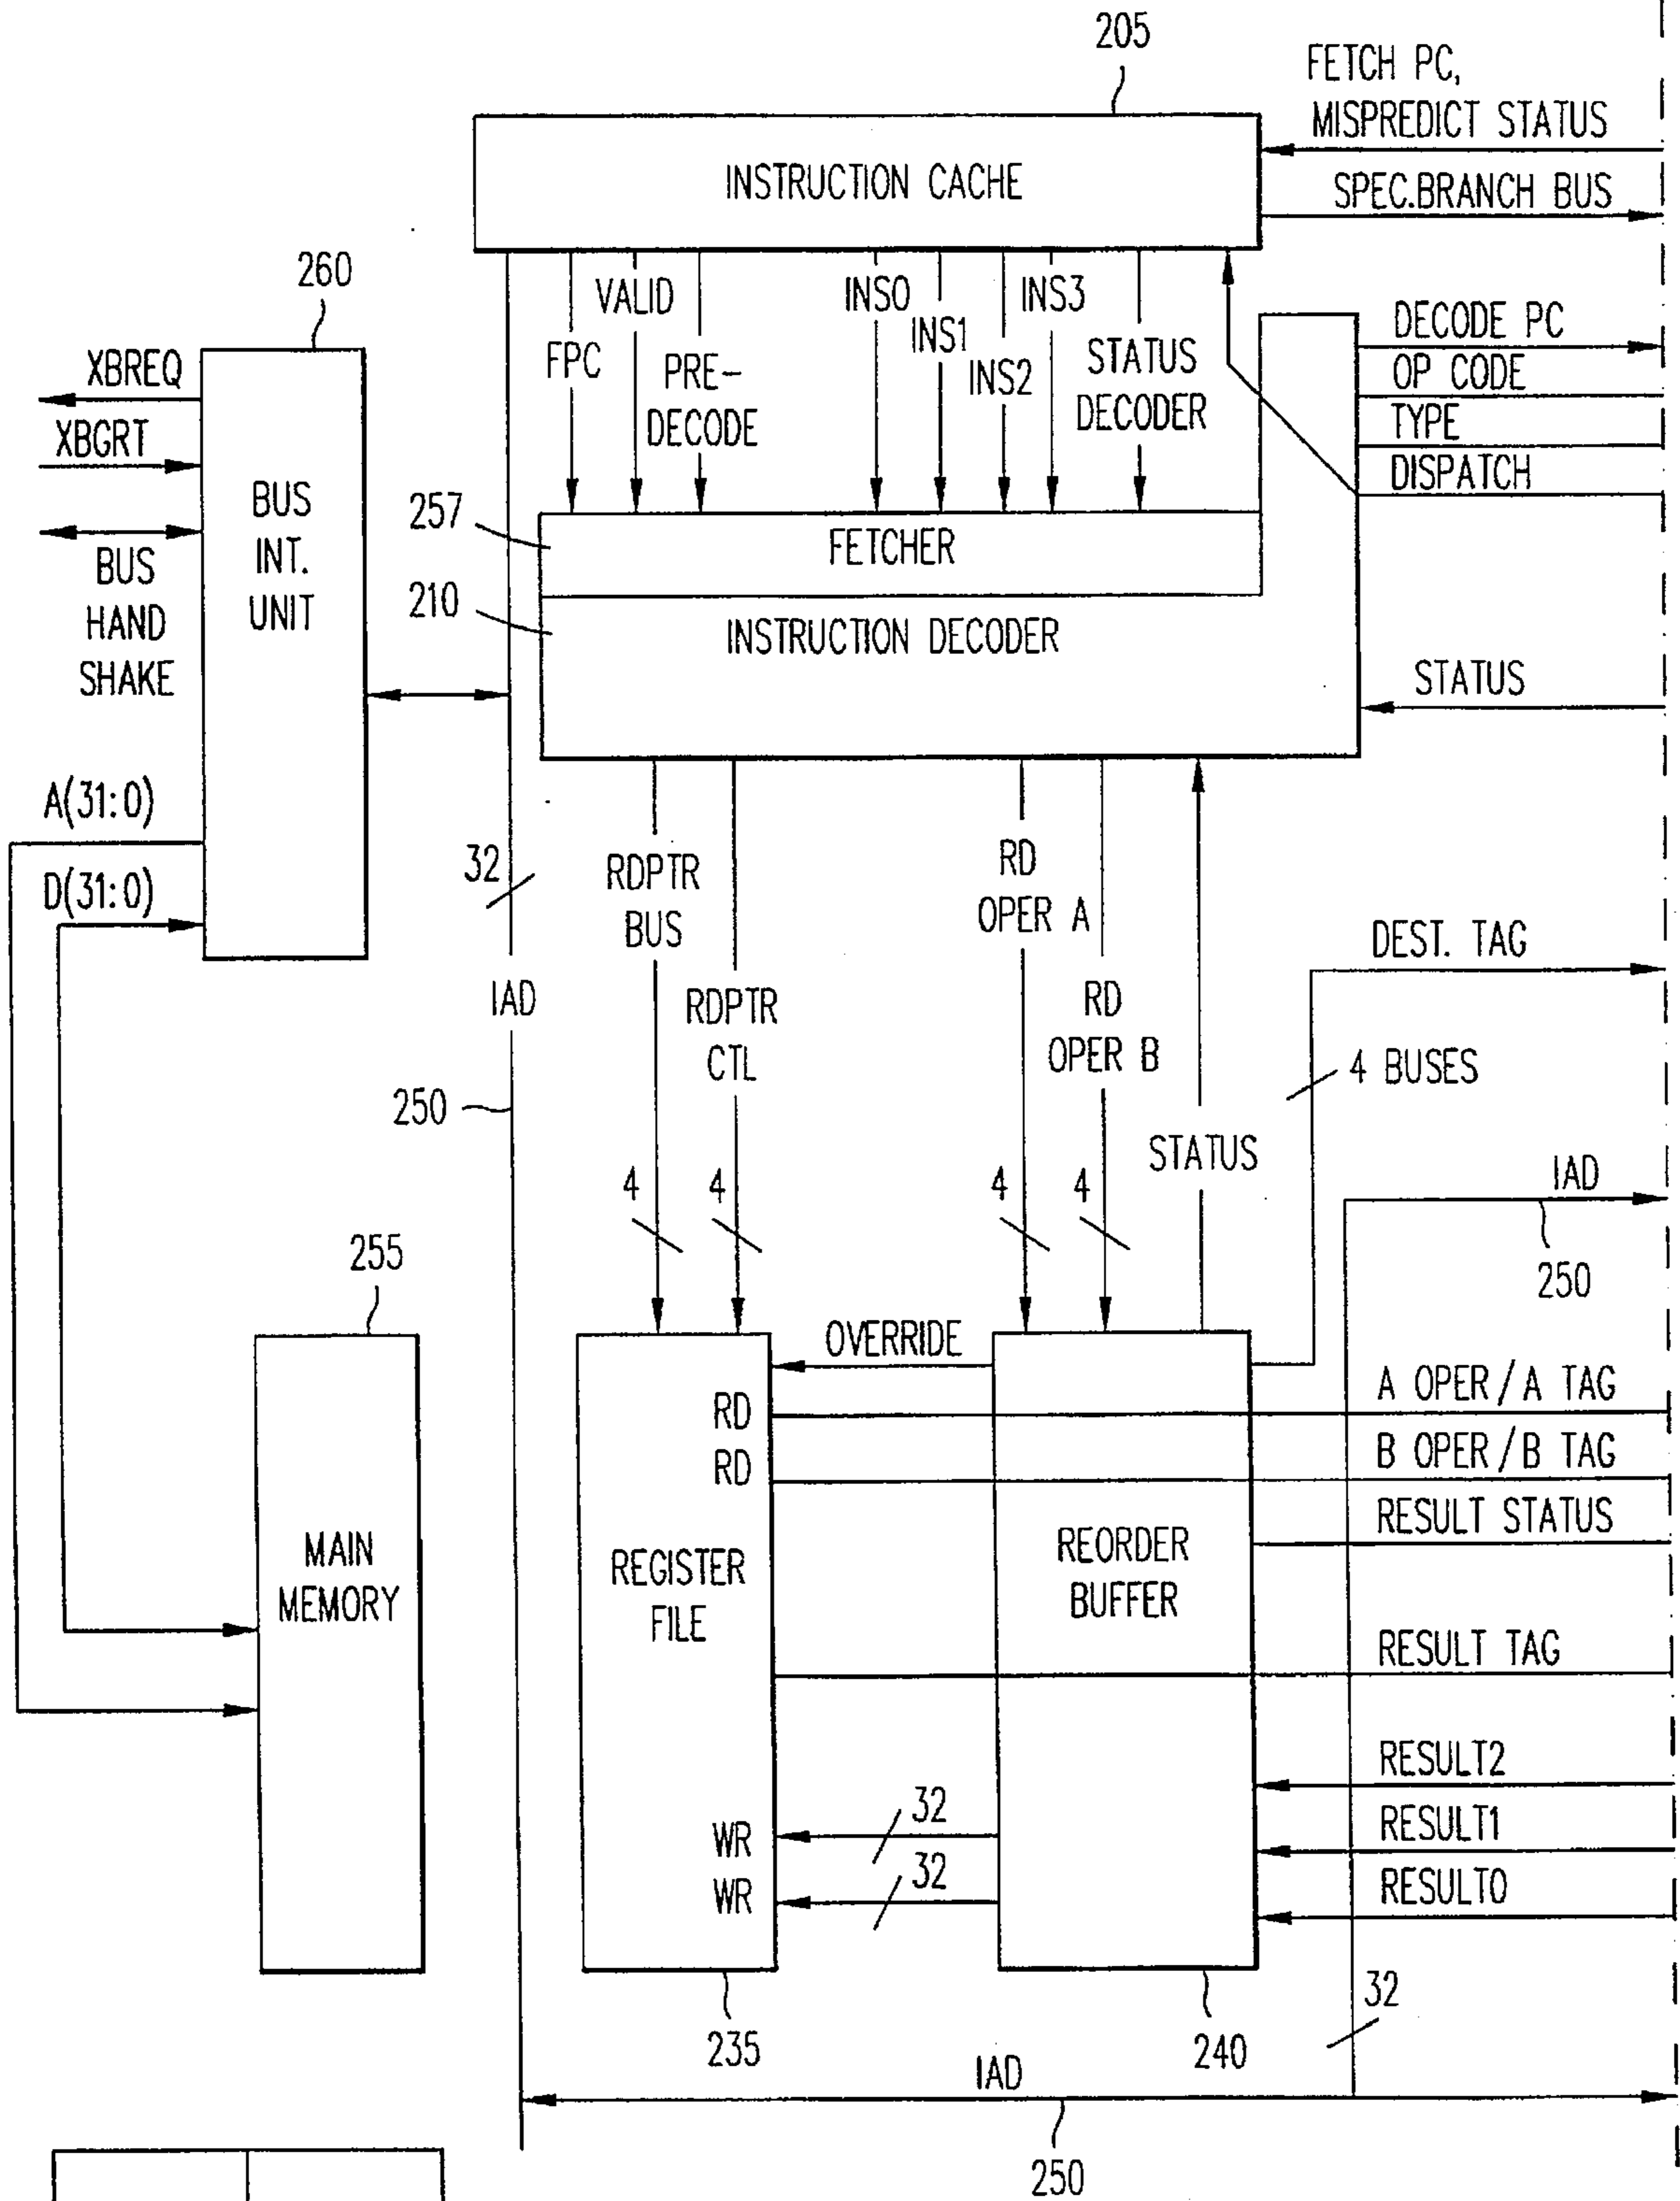 205
FETCH PC,
MISPREDICT STATUS
INSTRUCTION CACHE
SPEC.BRANCH BUS
260
FPC
VALID
PRE-
DECODE
INS0
INS1
INS2
INS3
STATUS
DECODER
DECODE PC
OP CODE
TYPE
DISPATCH
XBREQ
XBGRT
BUS
HAND
SHAKE
BUS
INT.
UNIT
257
FETCHER
210
INSTRUCTION DECODER
STATUS
A(31:0)
D(31:0)
32
IAD
250
RDPTR
BUS
RDPTR
CTL
RD
OPER A
RD
OPER B
STATUS
DEST. TAG
4 BUSES
4
4
4
4
IAD
250
255
MAIN
MEMORY
OVERRIDE
RD
RD
REGISTER
FILE
WR
WR
REORDER
BUFFER
A OPER/A TAG
B OPER/B TAG
RESULT STATUS
RESULT TAG
RESULT2
RESULT1
RESULT0
32
32
235
240
32
IAD
250